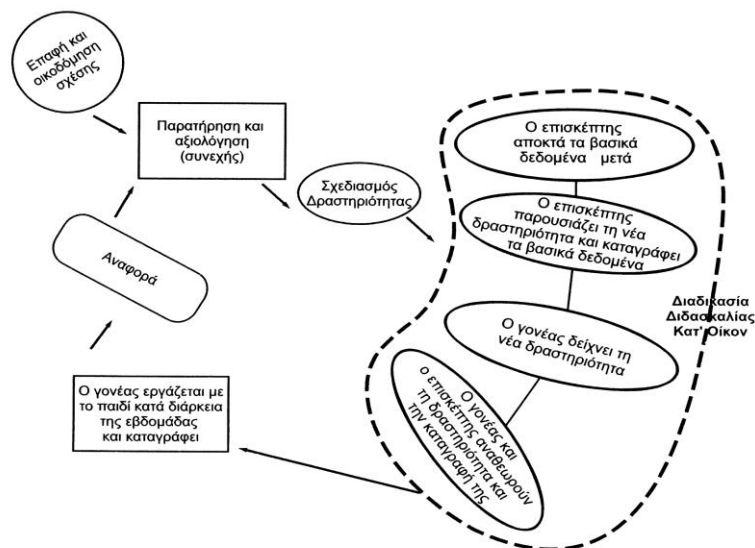 Επαφή και
οικοδόμηση
σχέσης
Παρατήρηση και
αξιολόγηση
(συνεχής)
Σχεδιασμός
Δραστηριότητας
Ο επισκέπτης
αποκτά τα βασικά
δεδομένα μετά
Ο επισκέπτης
παρουσιάζει τη νέα
δραστηριότητα και καταγράφει
τα βασικά δεδομένα
Ο γονέας δείχνει τη
νέα δραστηριότητα
Ο γονέας και
ο επισκέπτης αναθεωρούν
τη δραστηριότητα και
την καταγραφή της
Διαδικασία
Διδασκαλίας
Κατ' Οίκον
Ο γονέας εργάζεται με
το παιδί κατά διάρκεια
της εβδομάδας
και καταγράφει
Αναφορά